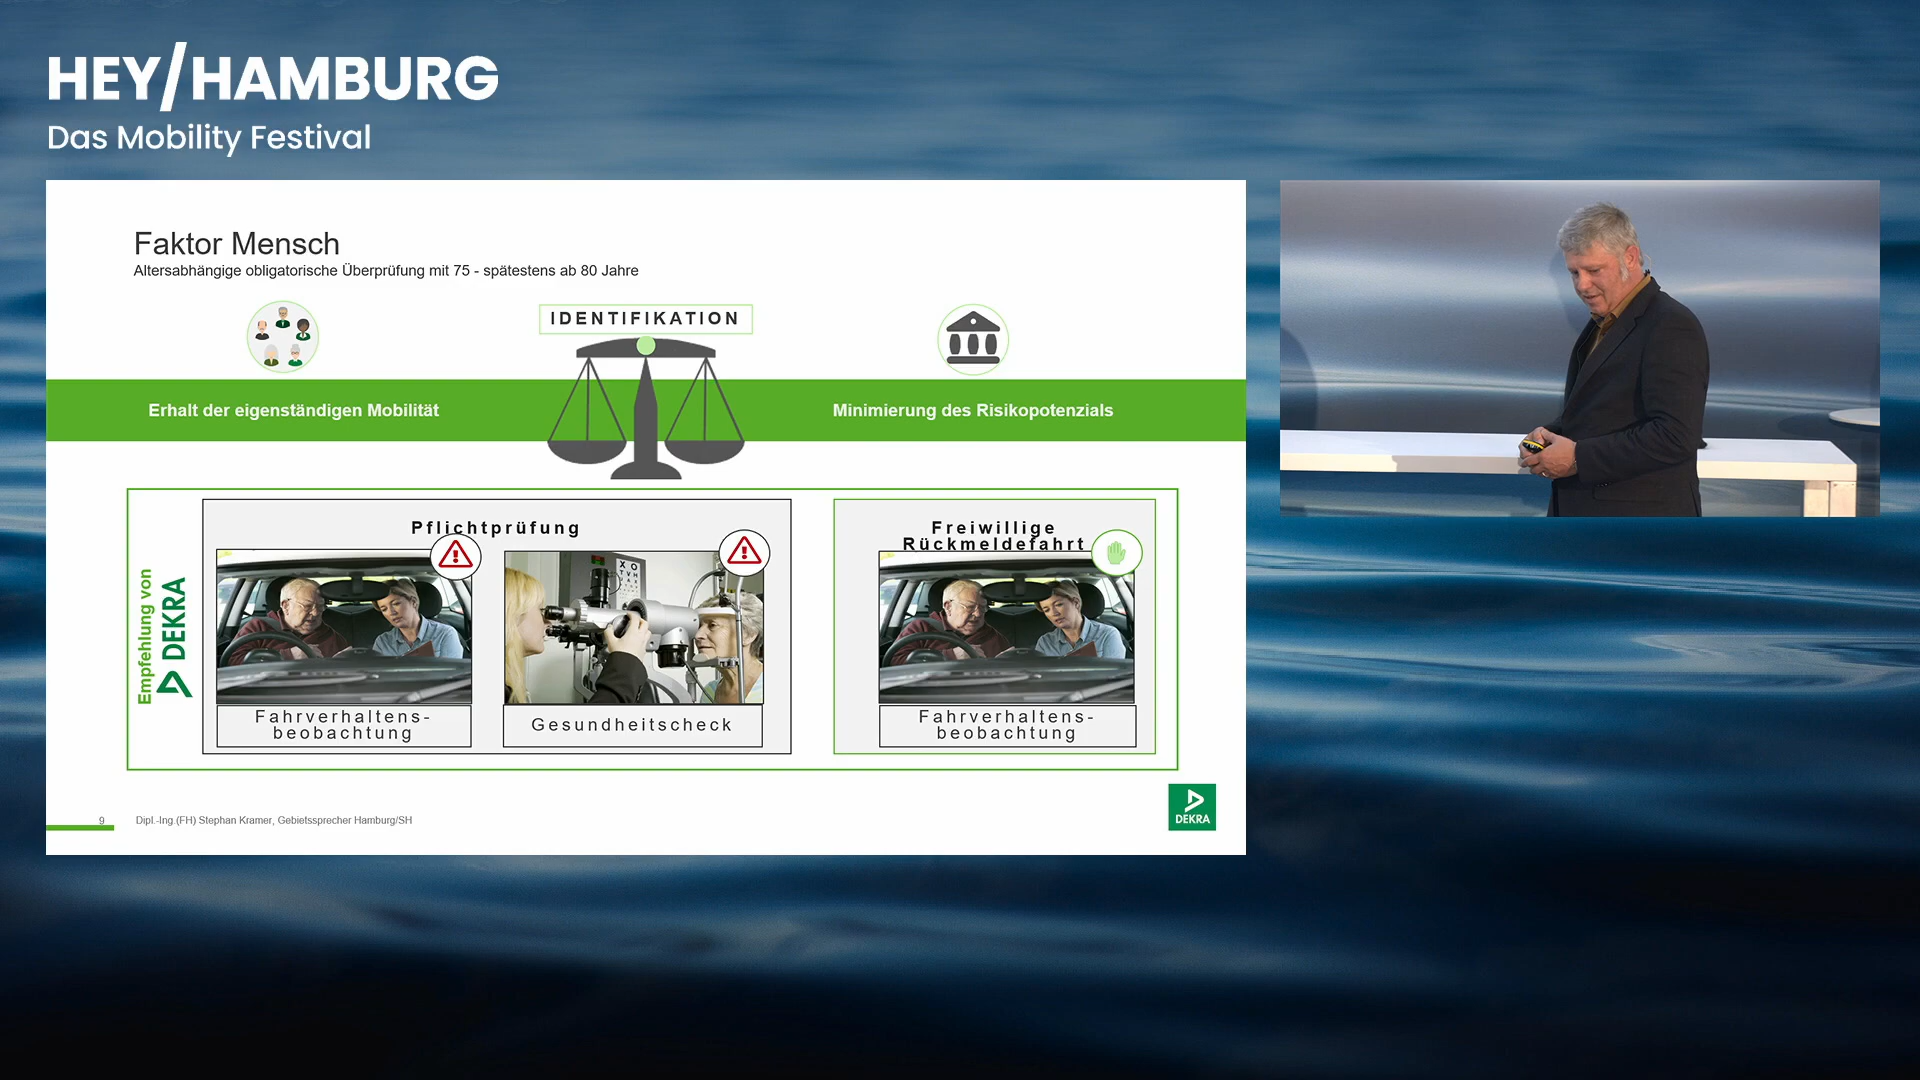 HEY/HAMBURG
Das Mobility Festival
Faktor Mensch
Altersabhängige obligatorische Überprüfung mit 75 - spätestens ab 80 Jahre
IDENTIFIKATION
Erhalt der eigenständigen Mobilität
Minimierung des Risikopotenzials
Empfehlung von
DEKRA
Pflichtprüfung
Fahrverhaltens-
beobachtung
Gesundheitscheck
Freiwillige
Rückmeldefahrt
Fahrverhaltens-
beobachtung
9
Dipl.-Ing.(FH) Stephan Kramer, Gebietssprecher Hamburg/SH
DEKRA